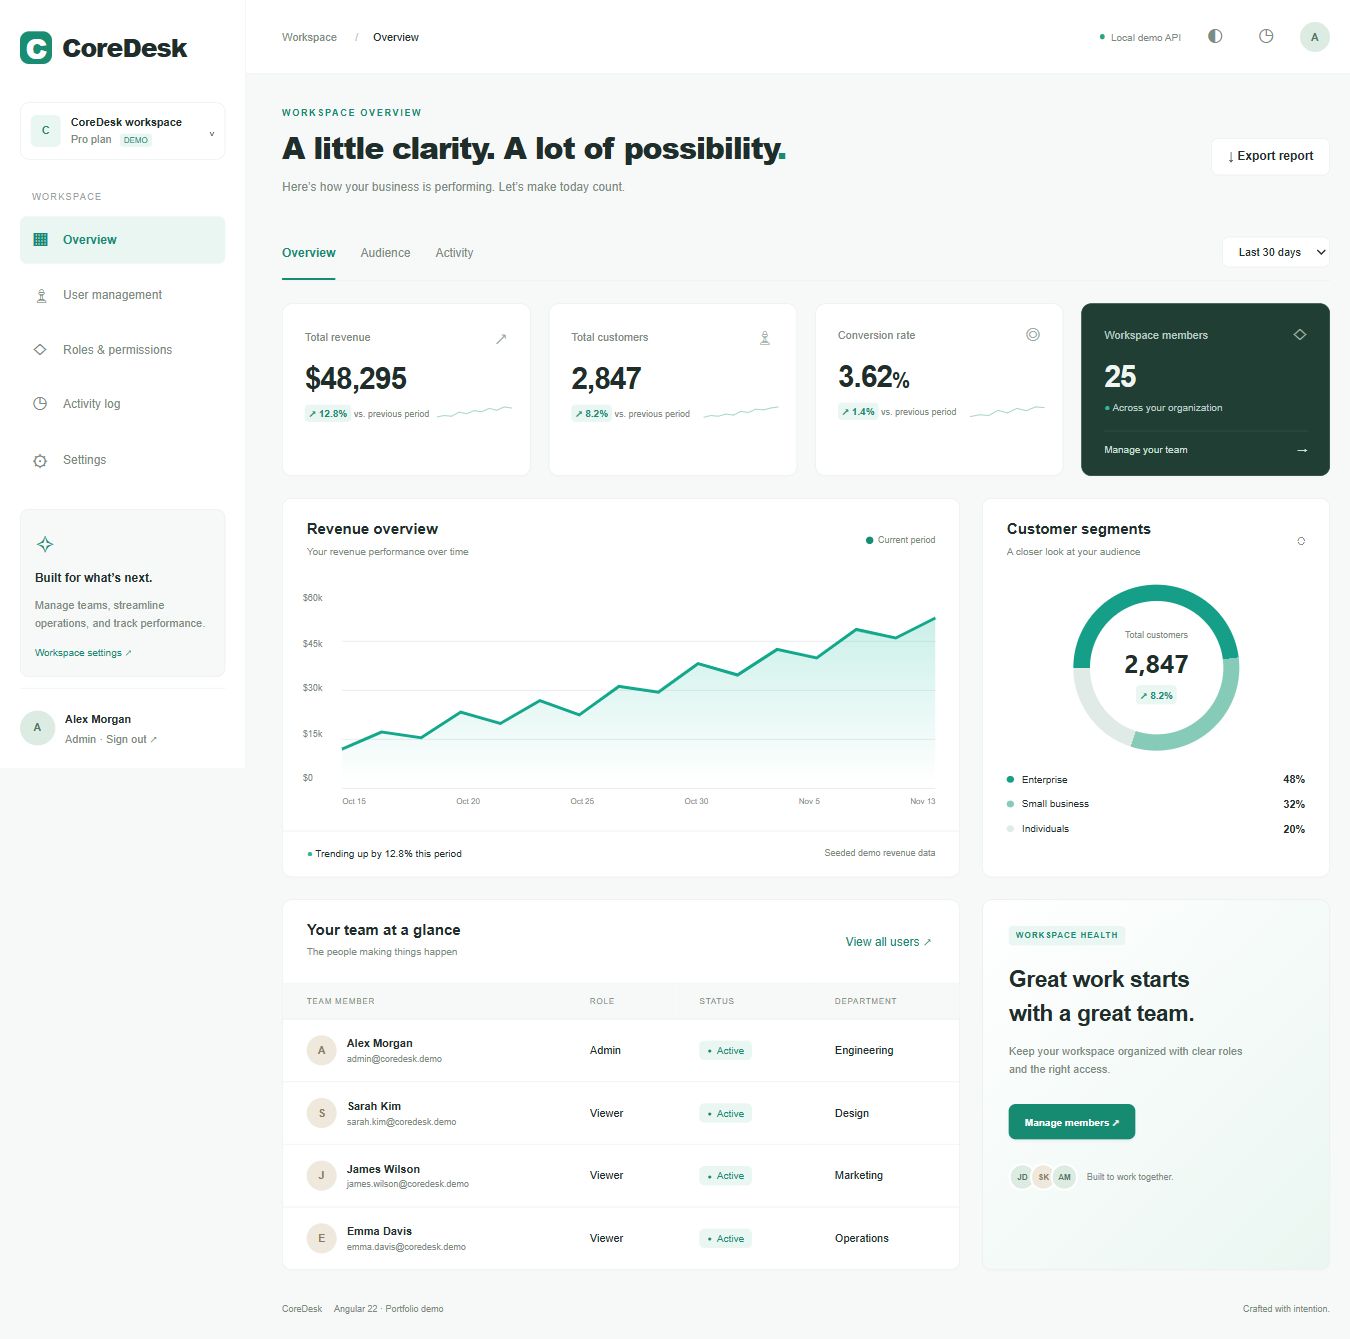 C CoreDesk
C
CoreDesk workspace
Pro plan DEMO
WORKSPACE
Overview
User management
Roles & permissions
Activity log
Settings
Built for what's next.
Manage teams, streamline
operations, and track performance.
Workspace settings ↗
A
Alex Morgan
Admin · Sign out ↗
Workspace / Overview
Local demo API
A
WORKSPACE OVERVIEW
A little clarity. A lot of possibility.
Here's how your business is performing. Let's make today count.
↓ Export report
Overview Audience Activity
Last 30 days
Total revenue ↗
$48,295
↗ 12.8% vs. previous period
Total customers
2,847
↗ 8.2% vs. previous period
Conversion rate
3.62%
↗ 1.4% vs. previous period
Workspace members
25
Across your organization
Manage your team →
Revenue overview
Your revenue performance over time
Current period
$60k
$45k
$30k
$15k
$0
Oct 15 Oct 20 Oct 25 Oct 30 Nov 5 Nov 13
Trending up by 12.8% this period
Seeded demo revenue data
Customer segments
A closer look at your audience
Total customers
2,847
↗ 8.2%
Enterprise 48%
Small business 32%
Individuals 20%
Your team at a glance
The people making things happen
View all users ↗
TEAM MEMBER ROLE STATUS DEPARTMENT
A Alex Morgan
admin@coredesk.demo
Admin • Active Engineering
S Sarah Kim
sarah.kim@coredesk.demo
Viewer • Active Design
J James Wilson
james.wilson@coredesk.demo
Viewer • Active Marketing
E Emma Davis
emma.davis@coredesk.demo
Viewer • Active Operations
WORKSPACE HEALTH
Great work starts
with a great team.
Keep your workspace organized with clear roles
and the right access.
Manage members ↗
JD SK AM Built to work together.
CoreDesk Angular 22 · Portfolio demo
Crafted with intention.